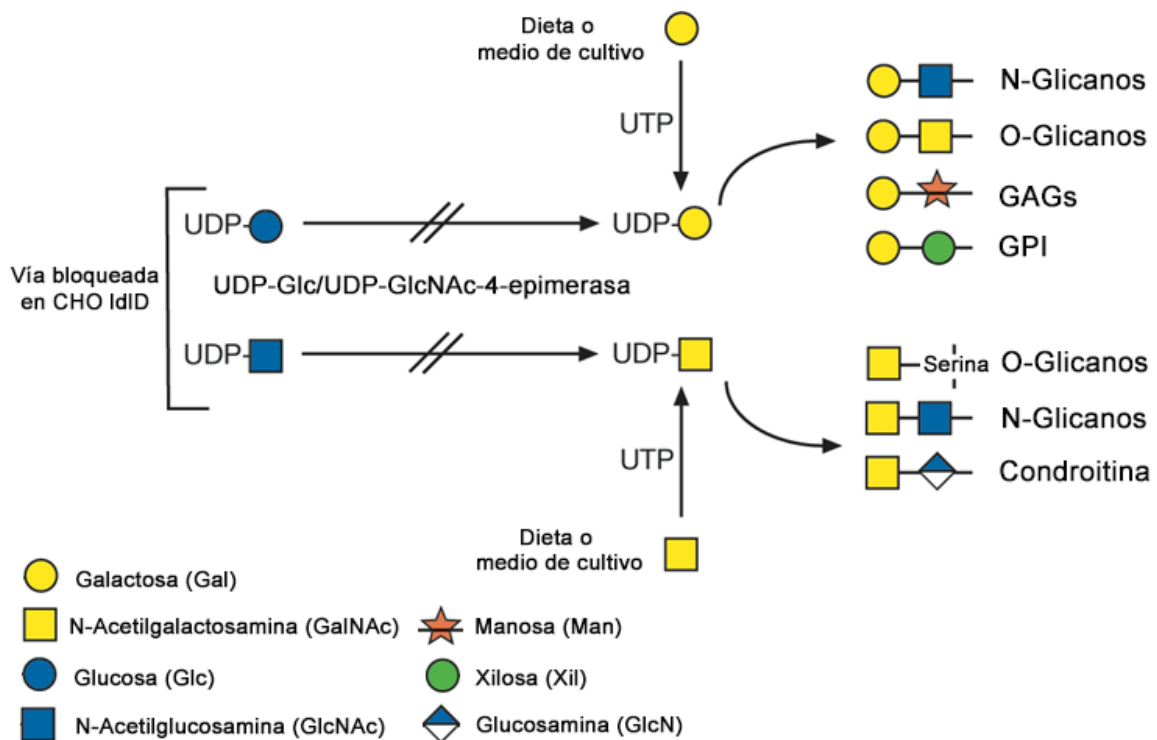 Dieta o
medio de cultivo
UTP
N-Glicanos
O-Glicanos
GAGs
GPI
UDP-
UDP-
Vía bloqueada
en CHO IdID
UDP-Glc/UDP-GlcNAc-4-epimerasa
UDP-
UDP-
Serina
O-Glicanos
N-Glicanos
Condroitina
UTP
Dieta o
medio de cultivo
Galactosa (Gal)
N-Acetilgalactosamina (GalNAc)
Manosa (Man)
Glucosa (Glc)
Xilosa (Xil)
N-Acetilglucosamina (GlcNAc)
Glucosamina (GlcN)